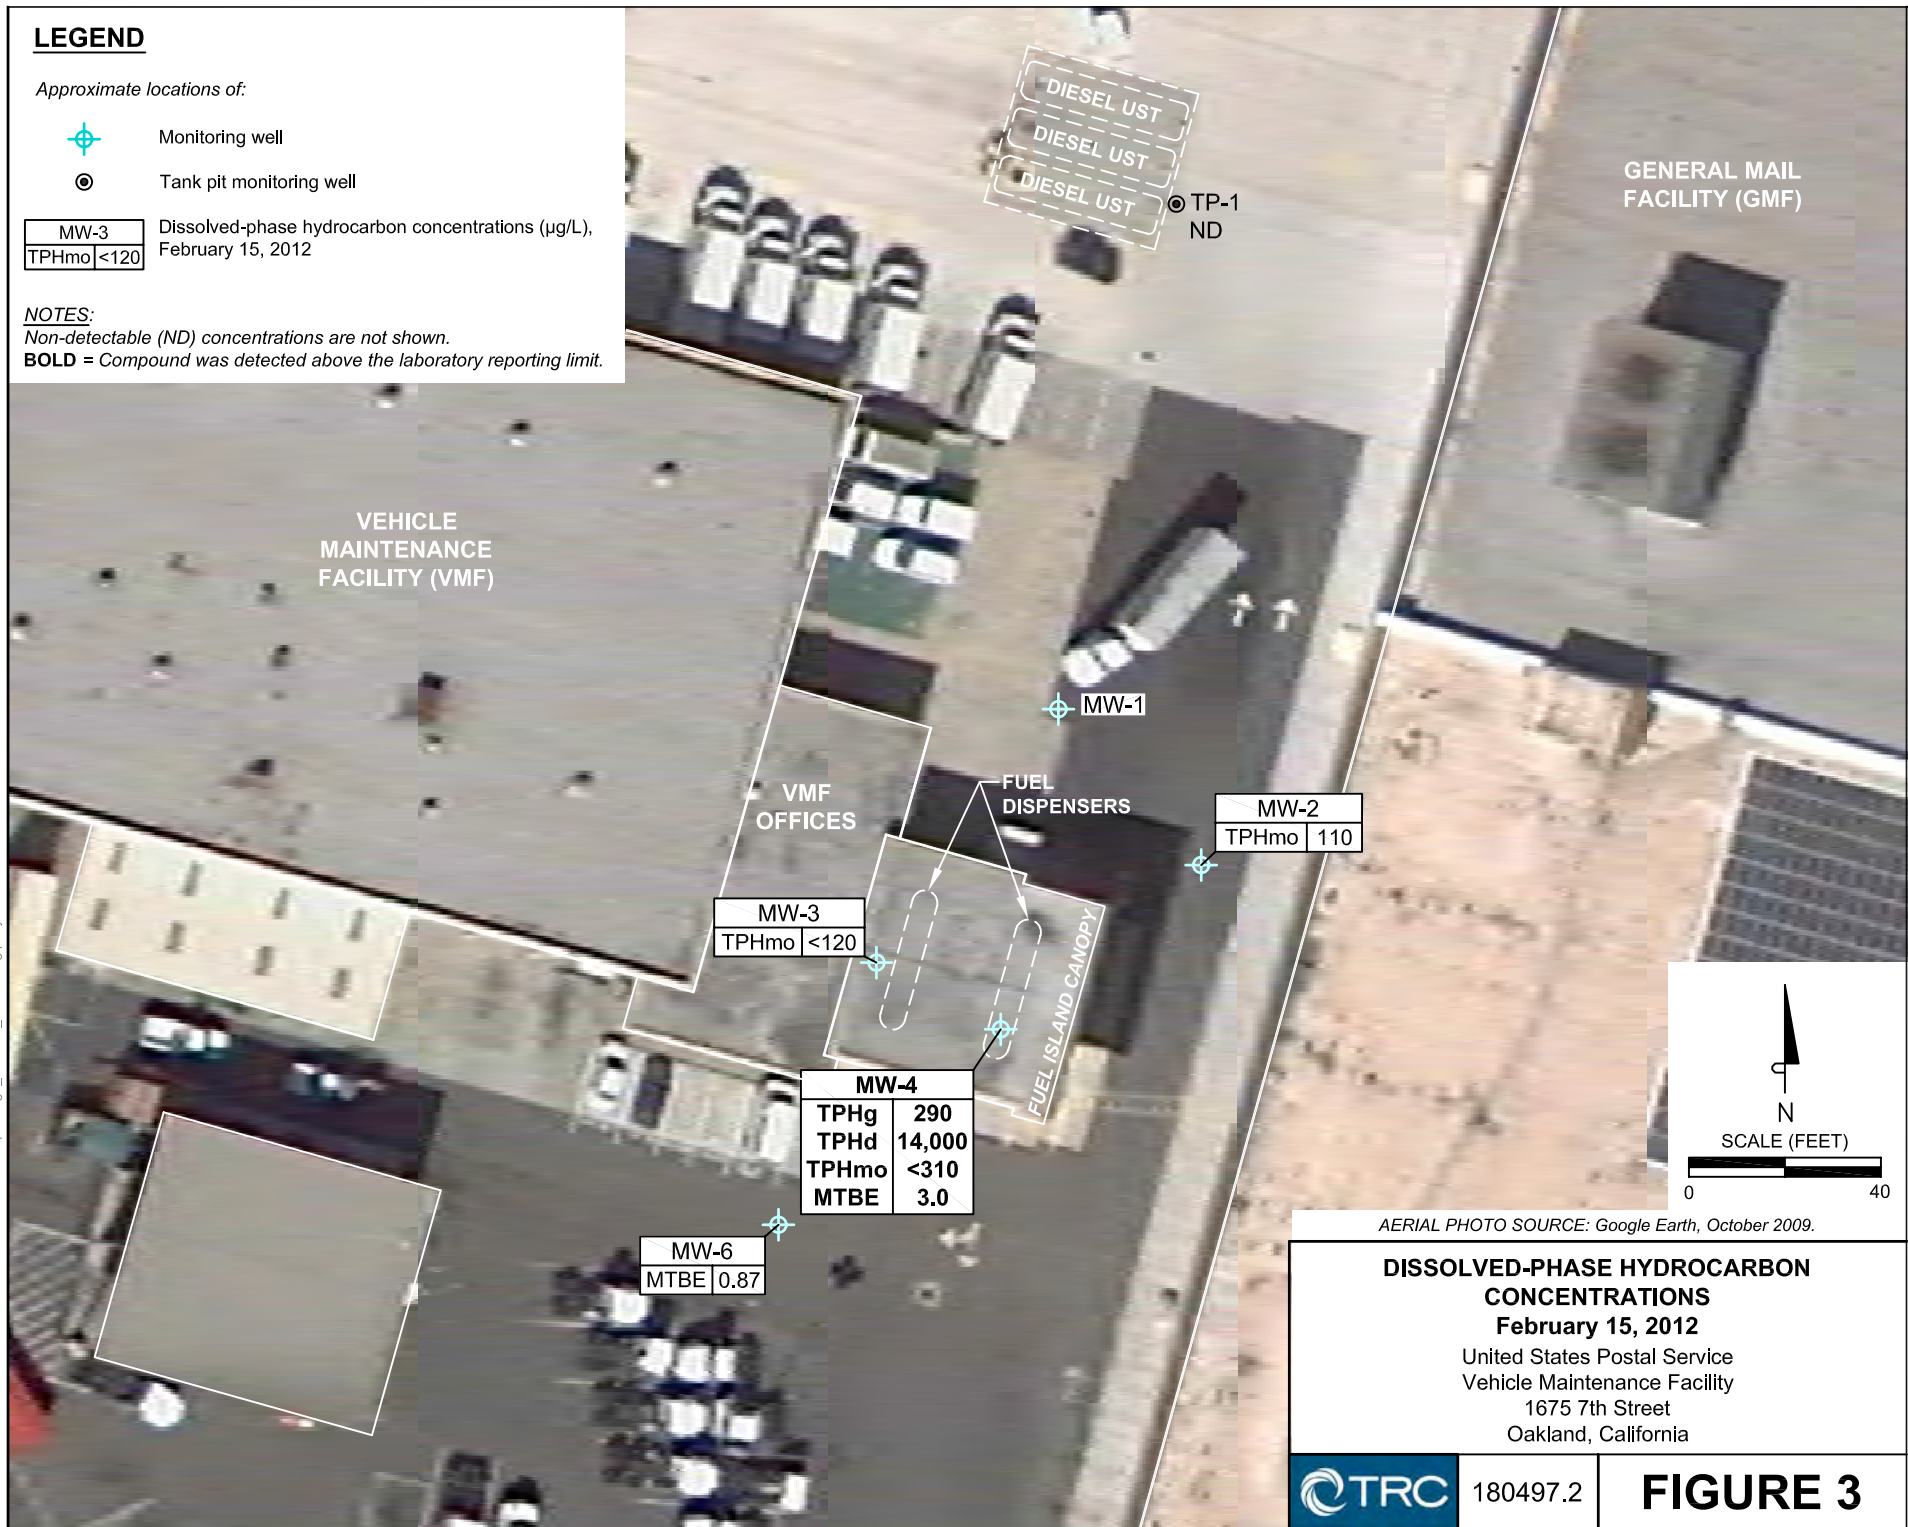 LEGEND
Approximate locations of:
Monitoring well
Tank pit monitoring well
MW-3
TPHmo <120
Dissolved-phase hydrocarbon concentrations (µg/L),
February 15, 2012
NOTES:
Non-detectable (ND) concentrations are not shown.
BOLD = Compound was detected above the laboratory reporting limit.
DIESEL UST
DIESEL UST
DIESEL UST
TP-1
ND
GENERAL MAIL
FACILITY (GMF)
VEHICLE
MAINTENANCE
FACILITY (VMF)
MW-1
VMF
OFFICES
FUEL
DISPENSERS
MW-2
TPHmo 110
MW-3
TPHmo <120
FUEL ISLAND CANOPY
MW-4
TPHg 290
TPHd 14,000
TPHmo <310
MTBE 3.0
MW-6
MTBE 0.87
N
SCALE (FEET)
0 40
AERIAL PHOTO SOURCE: Google Earth, October 2009.
DISSOLVED-PHASE HYDROCARBON
CONCENTRATIONS
February 15, 2012
United States Postal Service
Vehicle Maintenance Facility
1675 7th Street
Oakland, California
TRC
180497.2
FIGURE 3